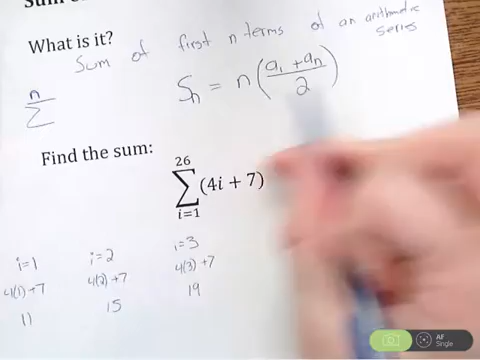 What is it?
Sum of first n terms of an arithmetic series
n
Σ
Sₙ = n((a₁ + aₙ)/2)
Find the sum:
26
∑(4i + 7)
i=1
i=1 i=2 i=3
4(1)+7 4(2)+7 4(3)+7
11 15 19
AF
Single